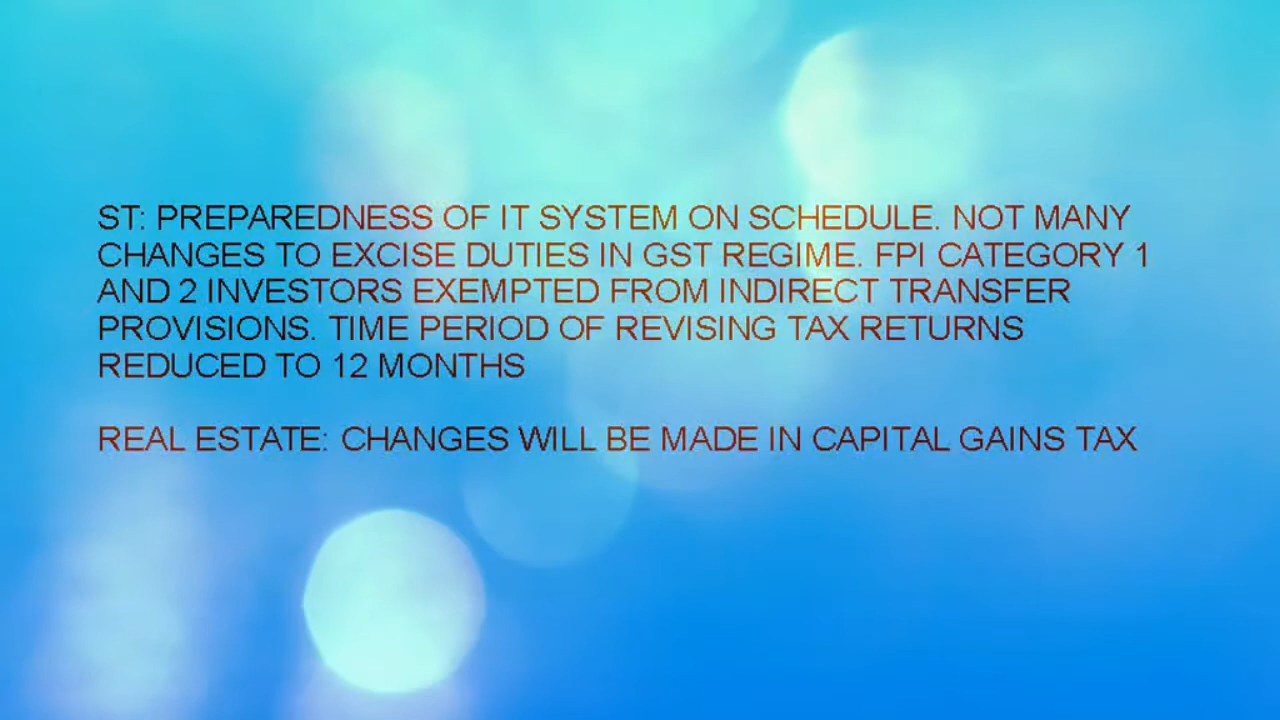 ST: PREPAREDNESS OF IT SYSTEM ON SCHEDULE. NOT MANY
CHANGES TO EXCISE DUTIES IN GST REGIME. FPI CATEGORY 1
AND 2 INVESTORS EXEMPTED FROM INDIRECT TRANSFER
PROVISIONS. TIME PERIOD OF REVISING TAX RETURNS
REDUCED TO 12 MONTHS
REAL ESTATE: CHANGES WILL BE MADE IN CAPITAL GAINS TAX